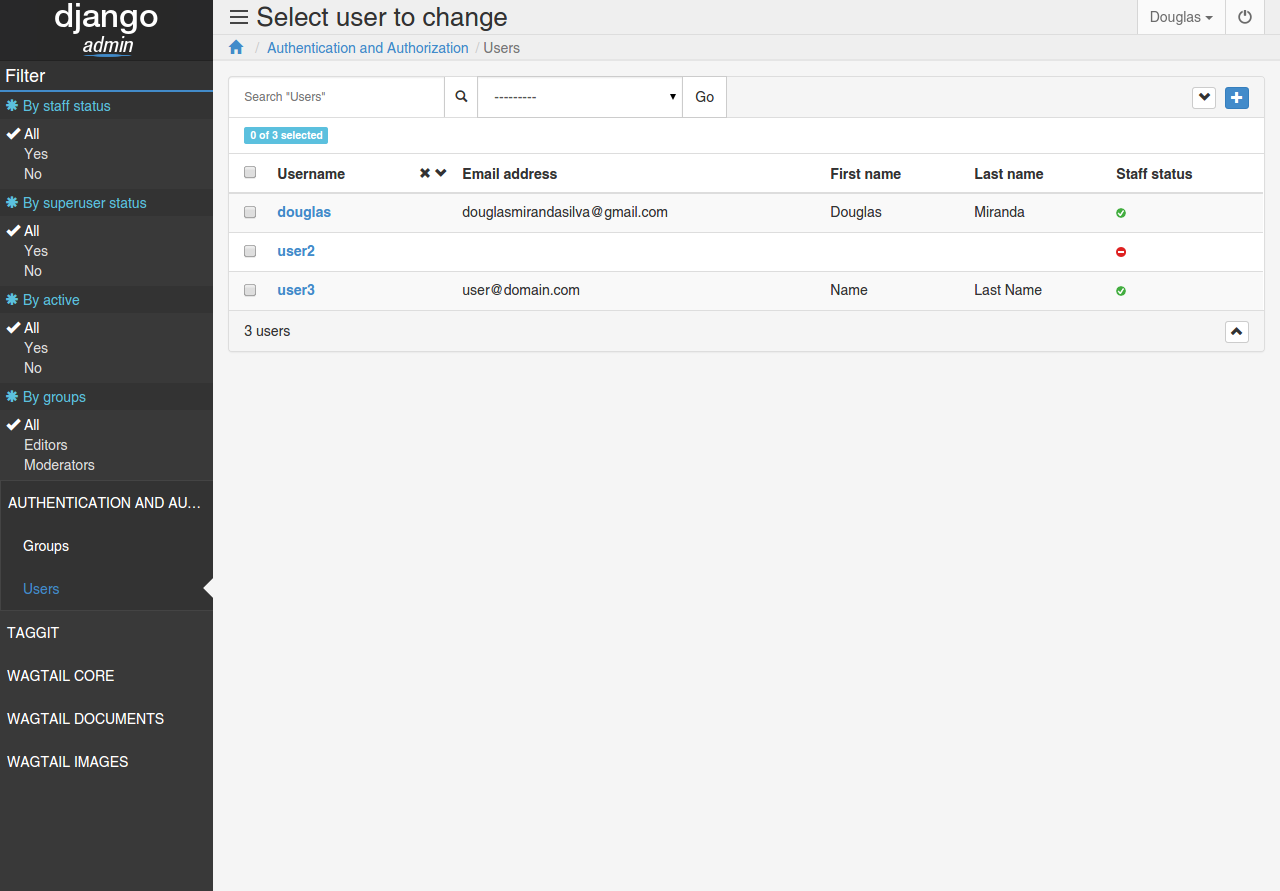 django
admin
Filter
By staff status
All
Yes
No
By superuser status
All
Yes
No
By active
All
Yes
No
By groups
All
Editors
Moderators
AUTHENTICATION AND AU...
Groups
Users
TAGGIT
WAGTAIL CORE
WAGTAIL DOCUMENTS
WAGTAIL IMAGES
Select user to change
Douglas
/ Authentication and Authorization / Users
Search "Users" --------- Go
0 of 3 selected
Username Email address First name Last name Staff status
douglas douglasmirandasilva@gmail.com Douglas Miranda
user2
user3 user@domain.com Name Last Name
3 users